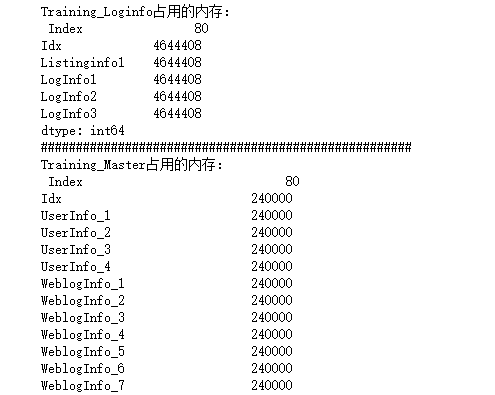 Training_Loginfo占用的内存:
Index 80
Idx 4644408
Listinginfo1 4644408
LogInfo1 4644408
LogInfo2 4644408
LogInfo3 4644408
dtype: int64
#####################################################
Training_Master占用的内存:
Index 80
Idx 240000
UserInfo_1 240000
UserInfo_2 240000
UserInfo_3 240000
UserInfo_4 240000
WeblogInfo_1 240000
WeblogInfo_2 240000
WeblogInfo_3 240000
WeblogInfo_4 240000
WeblogInfo_5 240000
WeblogInfo_6 240000
WeblogInfo_7 240000